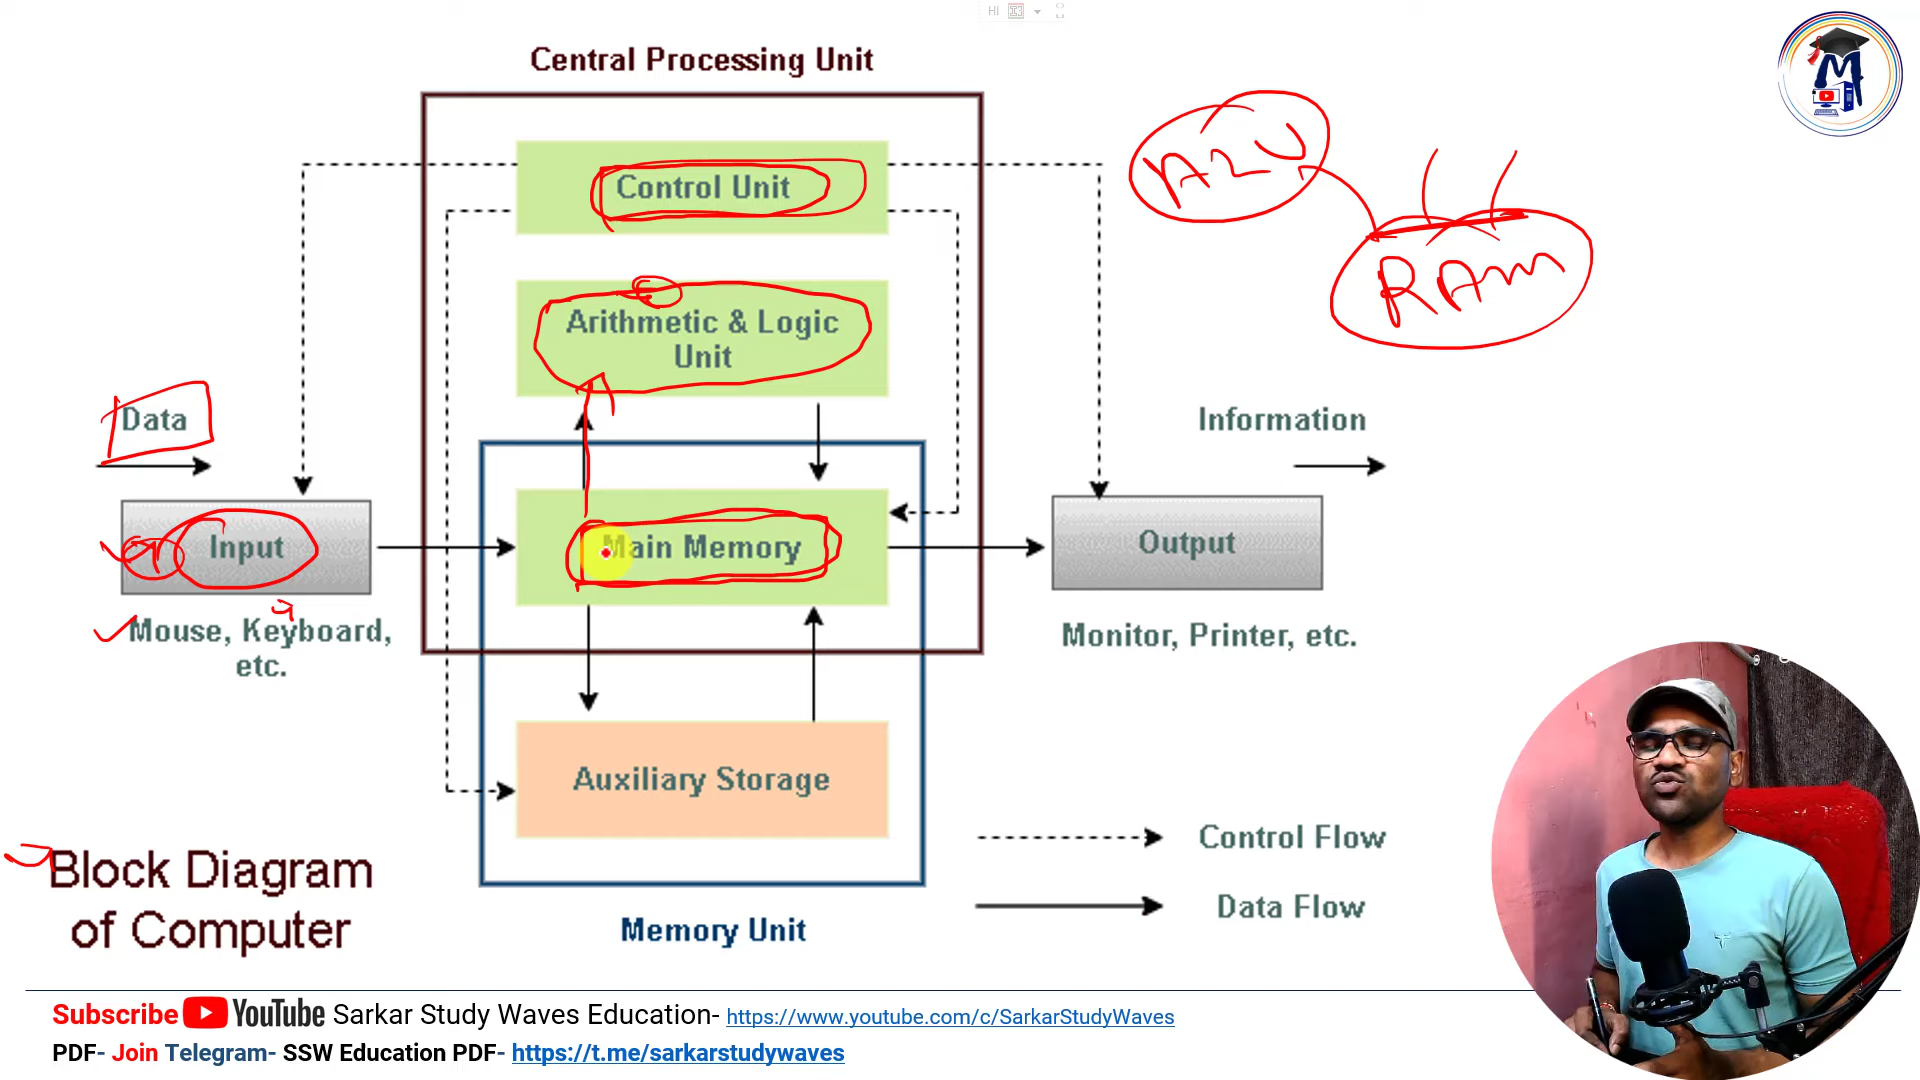 HI
Central Processing Unit
Control Unit
Arithmetic & Logic
Unit
Data
Information
Input
Main Memory
Output
Mouse, Keyboard,
etc.
Monitor, Printer, etc.
Auxiliary Storage
Control Flow
Data Flow
Memory Unit
Block Diagram
of Computer
RAM
M
Subscribe YouTube Sarkar Study Waves Education- https://www.youtube.com/c/SarkarStudyWaves
PDF- Join Telegram- SSW Education PDF- https://t.me/sarkarstudywaves